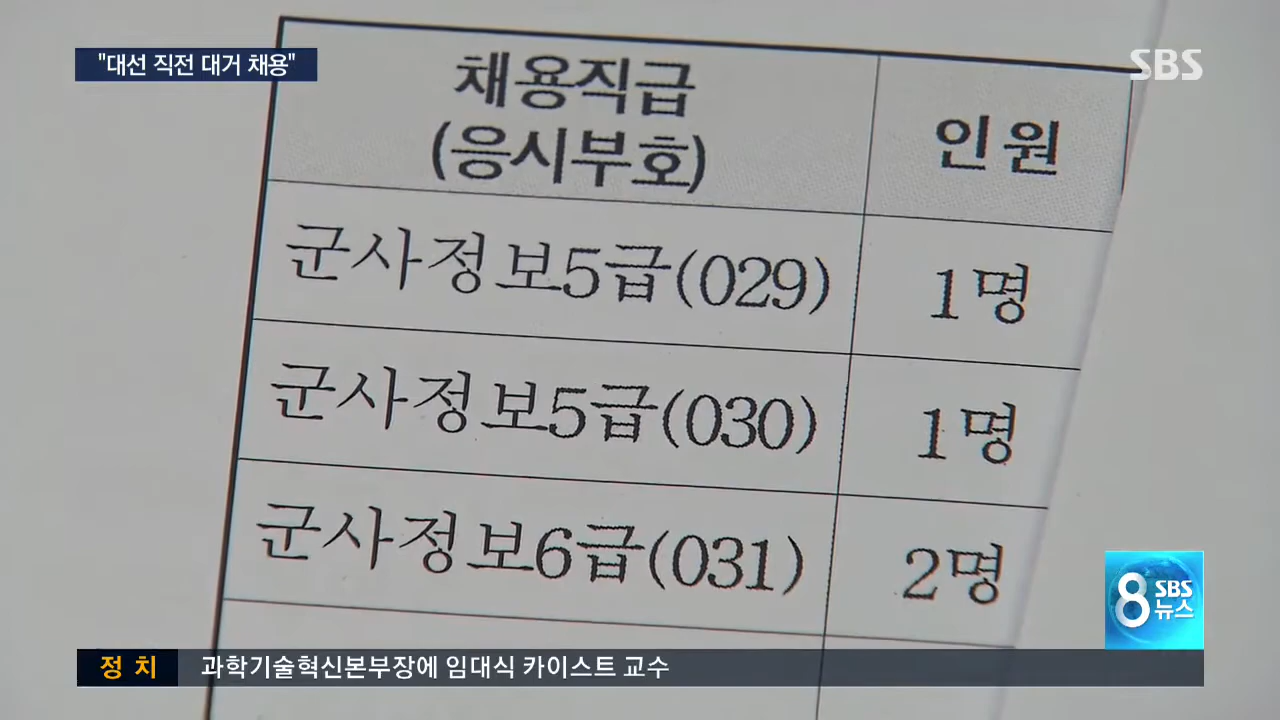 "대선 직전 대거 채용"
SBS
채용직급
(응시부호)
인원
군사정보5급(029)
1명
군사정보5급(030)
1명
군사정보6급(031)
2명
8 SBS
뉴스
정 치
과학기술혁신본부장에 임대식 카이스트 교수